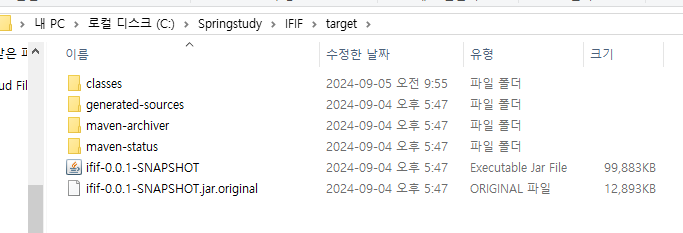 내 PC > 로컬 디스크 (C:) > Springstudy > IFIF > target >
같은 파
이름 수정한 날짜 유형 크기
ud Fil
classes 2024-09-05 오전 9:55 파일 폴더
generated-sources 2024-09-04 오후 5:47 파일 폴더
maven-archiver 2024-09-04 오후 5:47 파일 폴더
maven-status 2024-09-04 오후 5:47 파일 폴더
ifif-0.0.1-SNAPSHOT 2024-09-04 오후 5:47 Executable Jar File 99,883KB
ifif-0.0.1-SNAPSHOT.jar.original 2024-09-04 오후 5:47 ORIGINAL 파일 12,893KB